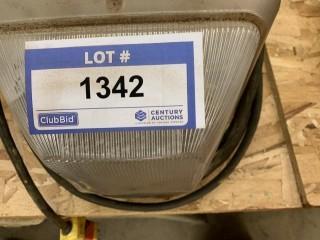 LOT #
1342
ClubBid
CENTURY
AUCTIONS